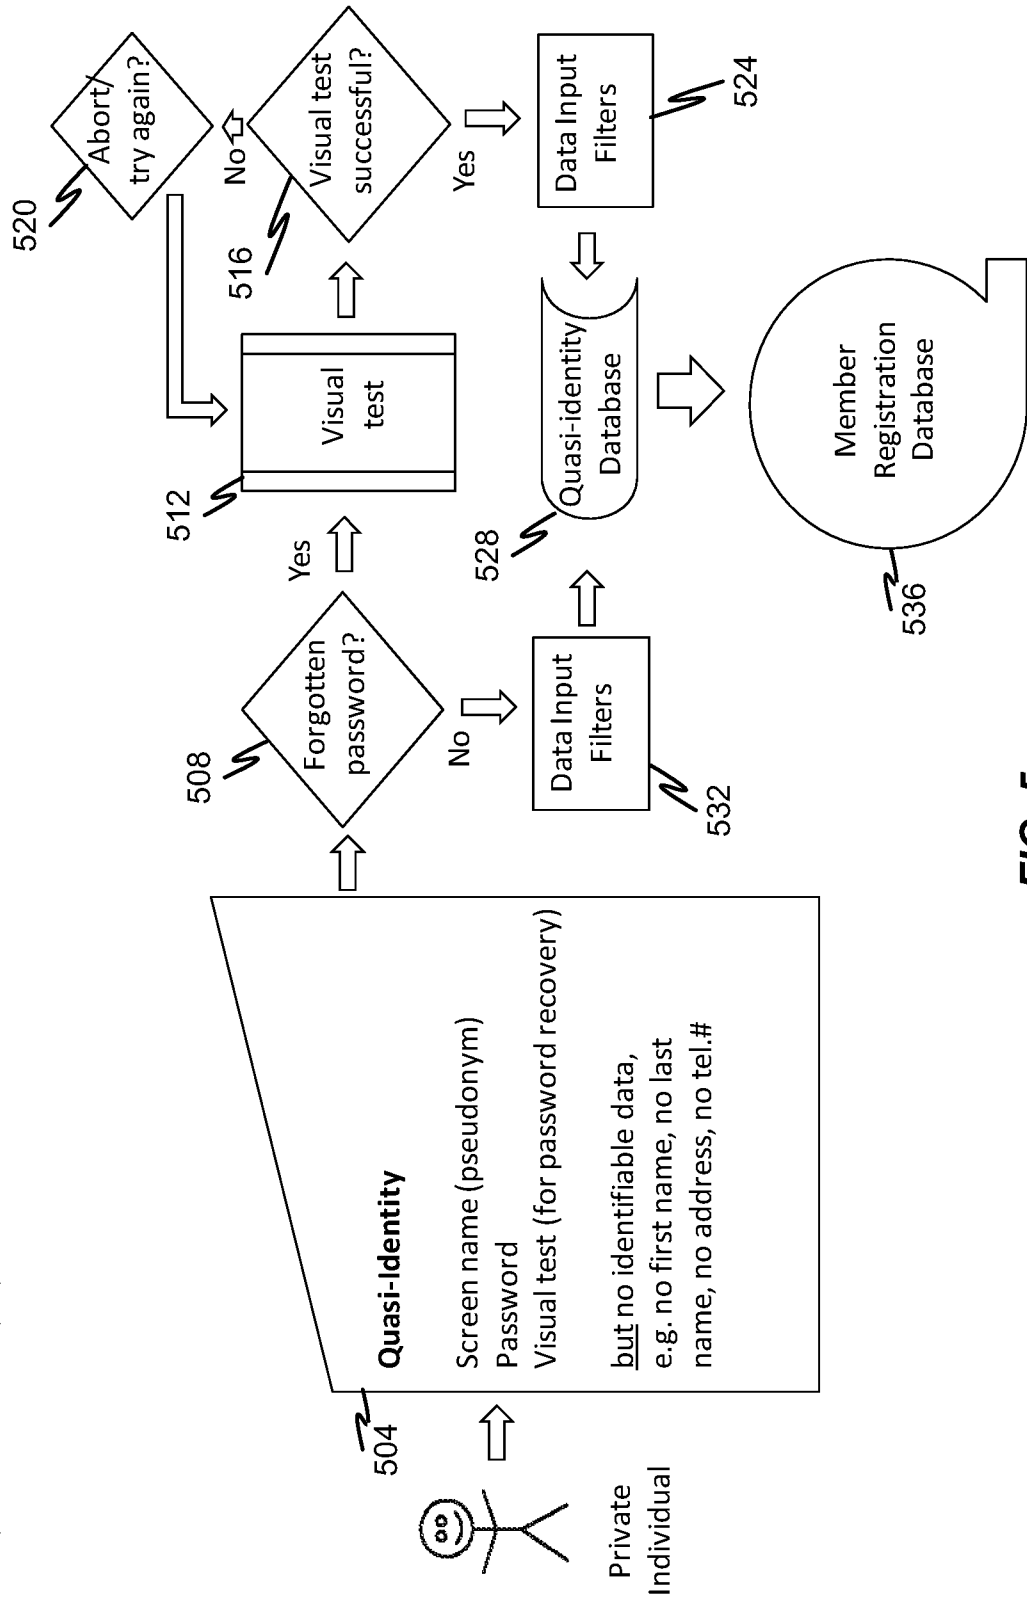 Private
Individual
504
Quasi-Identity
Screen name (pseudonym)
Password
Visual test (for password recovery)
but no identifiable data,
e.g. no first name, no last
name, no address, no tel.#
508
Forgotten
password?
Yes
No
512
Visual
test
516
Visual test
successful?
No
Yes
520
Abort/
try again?
524
Data Input
Filters
532
Data Input
Filters
528
Quasi-identity
Database
536
Member
Registration
Database